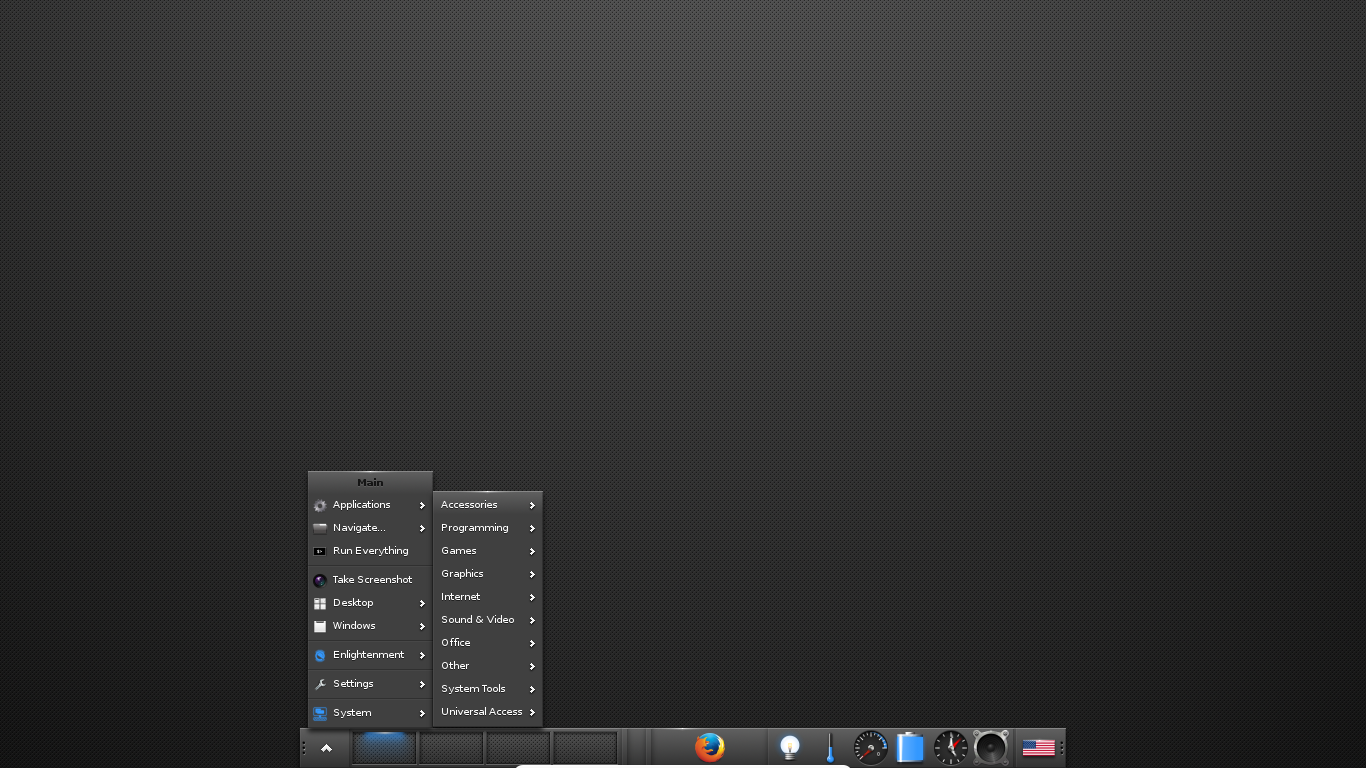 Main
Applications
Navigate...
Run Everything
Take Screenshot
Desktop
Windows
Enlightenment
Settings
System
Accessories
Programming
Games
Graphics
Internet
Sound & Video
Office
Other
System Tools
Universal Access